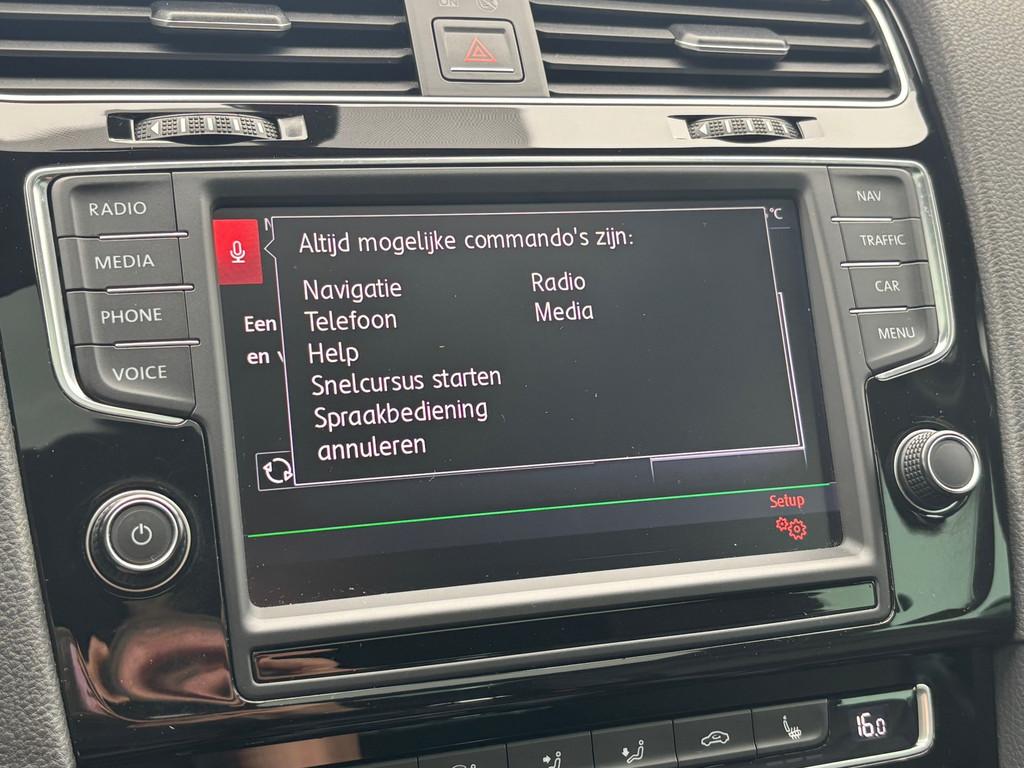 RADIO
MEDIA
PHONE
VOICE
NAV
TRAFFIC
CAR
MENU
°C
Altijd mogelijke commando's zijn:
Navigatie Radio
Telefoon Media
Help
Snelcursus starten
Spraakbediening
annuleren
Een
en
Setup
16.0